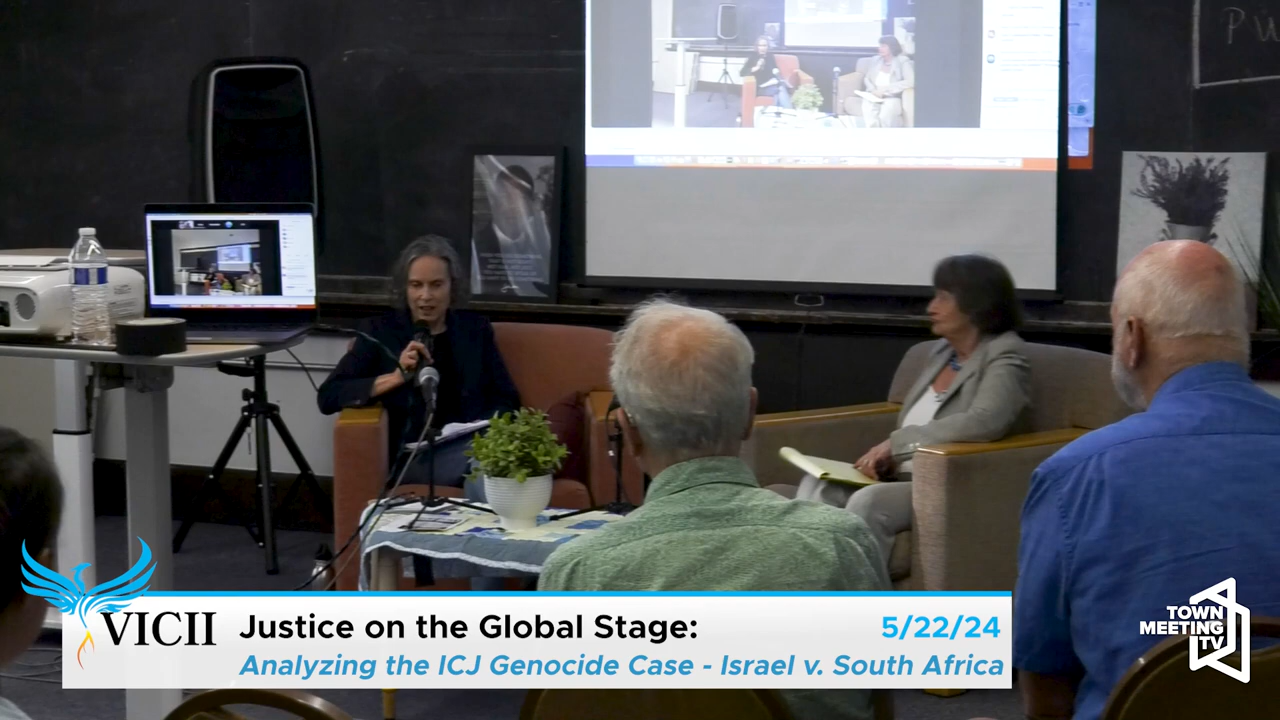 VICII
Justice on the Global Stage:
5/22/24
Analyzing the ICJ Genocide Case - Israel v. South Africa
TOWN
MEETING
TV